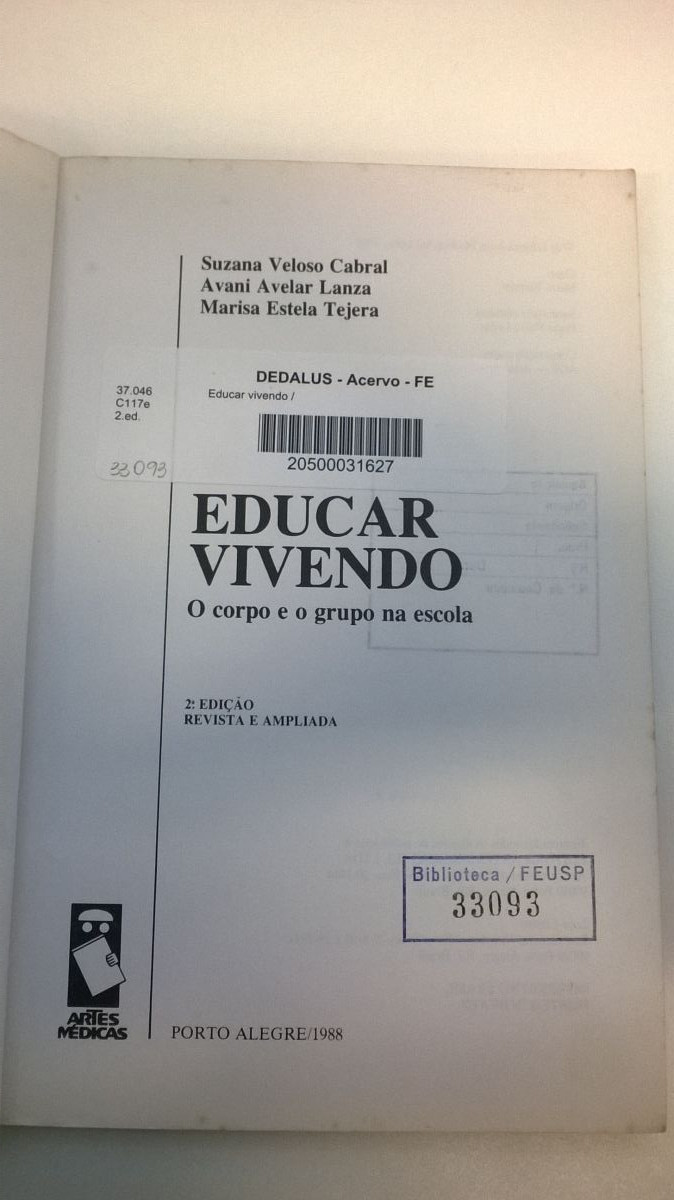 Suzana Veloso Cabral
Avani Avelar Lanza
Marisa Estela Tejera
DEDALUS - Acervo - FE
37.046
C117e
2.ed.
Educar vivendo /
20500031627
33093
EDUCAR
VIVENDO
O corpo e o grupo na escola
2ª EDIÇÃO
REVISTA E AMPLIADA
Biblioteca / FEUSP
33093
ARTES
MÉDICAS
PORTO ALEGRE/1988